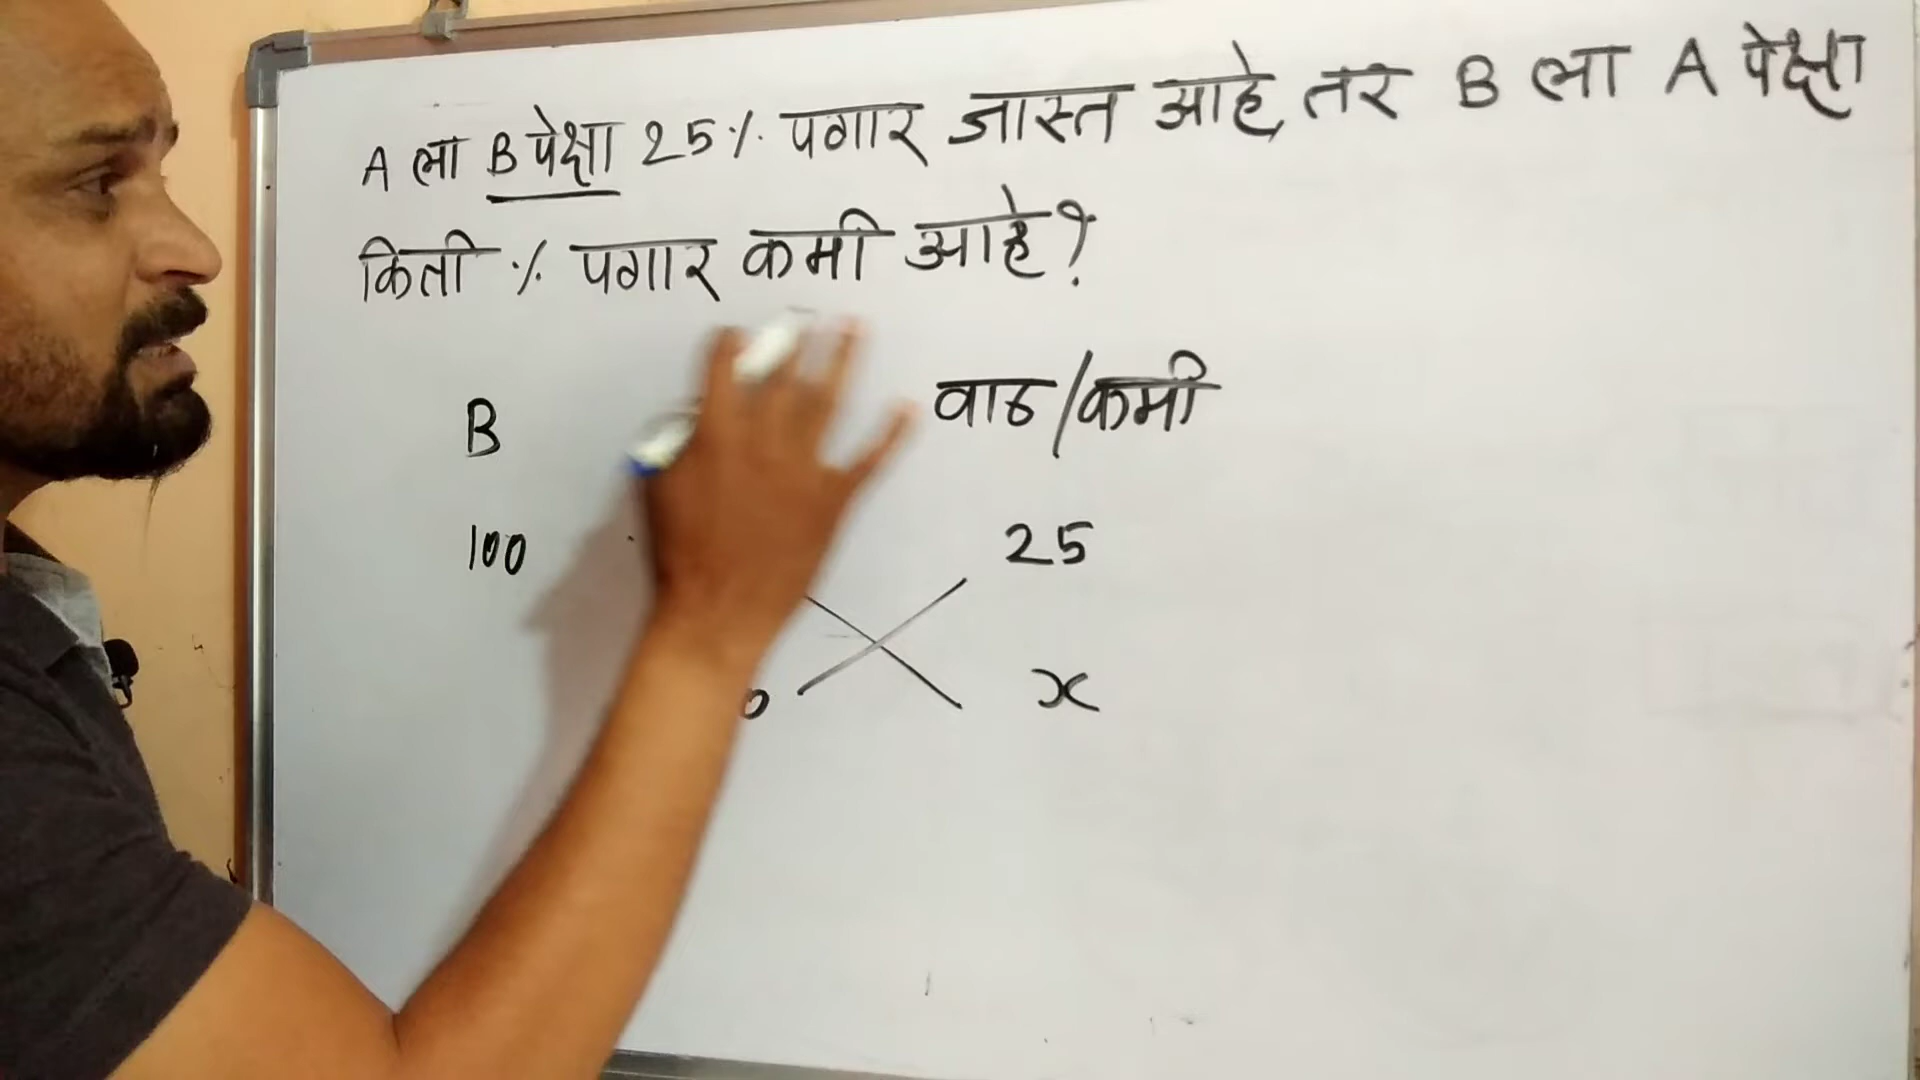 A ला B पेक्षा 25% पगार जास्त आहे, तर B ला A पेक्षा
किती % पगार कमी आहे?
B वाढ/कमी
100 25
x